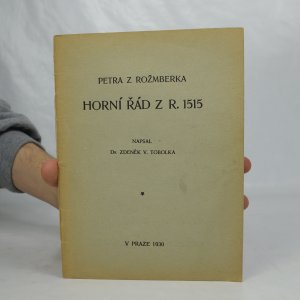 PETRA Z ROŽMBERKA
HORNÍ ŘÁD Z R. 1515
NAPSAL
Dr. ZDENĚK V. TOBOLKA
V PRAZE 1930